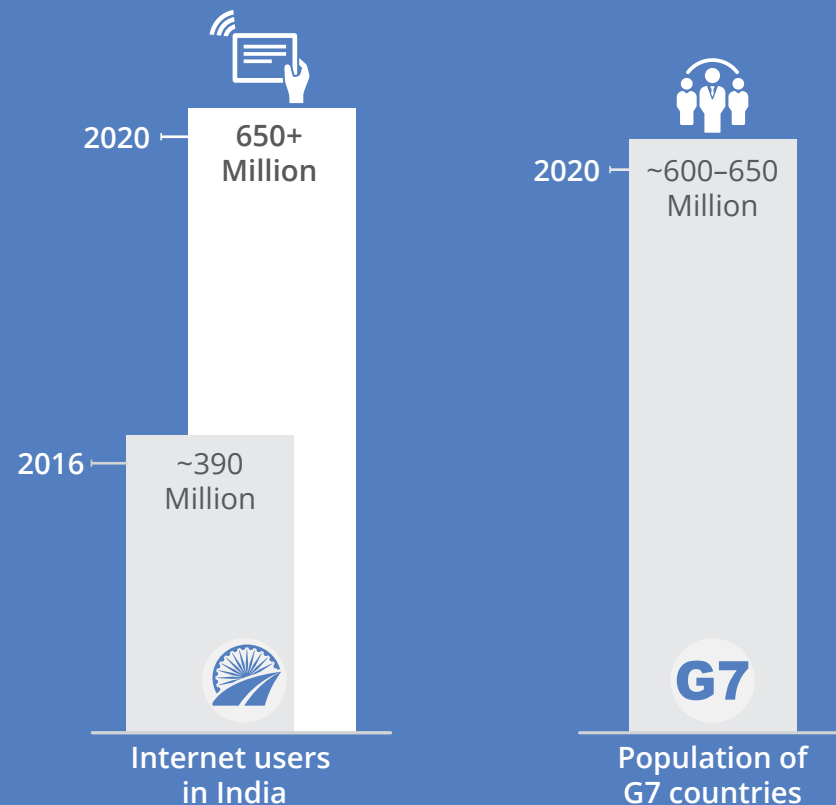 2020
650+
Million
2016
~390
Million
Internet users
in India
2020
~600–650
Million
G7
Population of
G7 countries